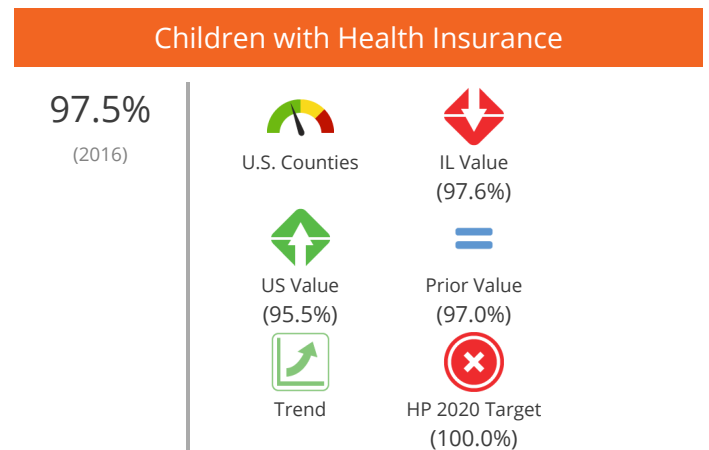 Children with Health Insurance
97.5%
(2016)
U.S. Counties
IL Value
(97.6%)
US Value
(95.5%)
Prior Value
(97.0%)
Trend
HP 2020 Target
(100.0%)